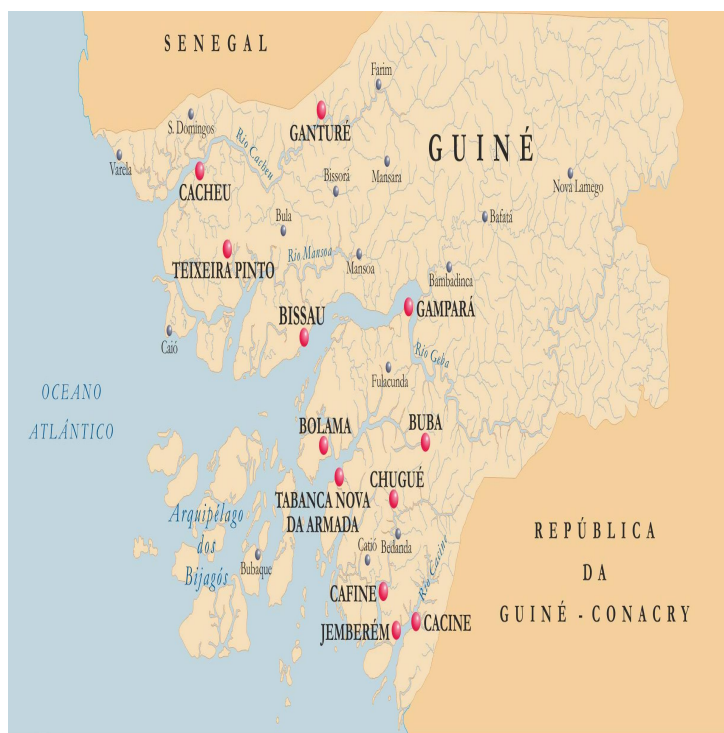 SENEGAL
Farim
GANTURÉ
S. Domingos
Rio Cacheu
GUINÉ
Varela
CACHEU
Bissorá
Mansara
Nova Lamego
Bula
Bafatá
TEIXEIRA PINTO
Rio Mansoa
Mansoa
Bambadinca
BISSAU
GAMPARÁ
Caió
Rio Geba
Fulacunda
OCEANO
ATLÂNTICO
BOLAMA
BUBA
CHUGUÉ
TABANCA NOVA
DA ARMADA
Arquipélago
dos
Bijagós
Bubaque
Catió
Bedanda
Rio Cacine
REPÚBLICA
DA
GUINÉ - CONACRY
CAFINE
JEMBERÉM
CACINE